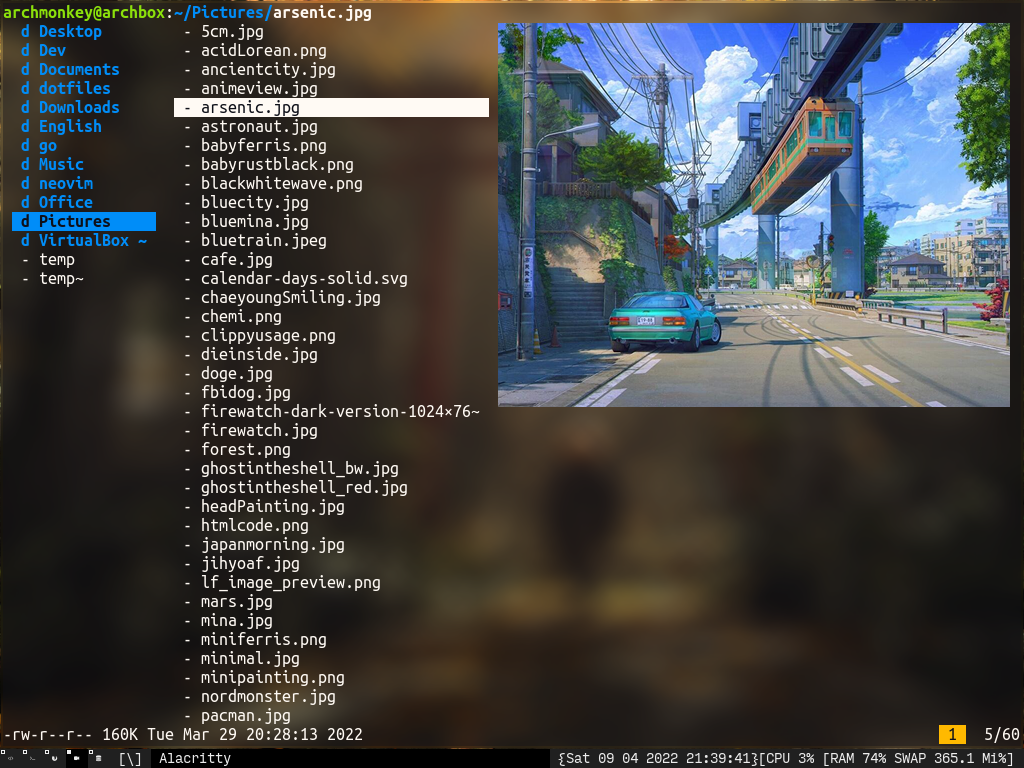 archmonkey@archbox:~/Pictures/arsenic.jpg
d Desktop
d Dev
d Documents
d dotfiles
d Downloads
d English
d go
d Music
d neovim
d Office
d Pictures
d VirtualBox ~
- temp
- temp~
- 5cm.jpg
- acidLorean.png
- ancientcity.jpg
- animeview.jpg
- arsenic.jpg
- astronaut.jpg
- babyferris.png
- babyrustblack.png
- blackwhitewave.png
- bluecity.jpg
- bluemina.jpg
- bluetrain.jpeg
- cafe.jpg
- calendar-days-solid.svg
- chaeyoungSmiling.jpg
- chemi.png
- clippyusage.png
- dieinside.jpg
- doge.jpg
- fbidog.jpg
- firewatch-dark-version-1024×76~
- firewatch.jpg
- forest.png
- ghostintheshell_bw.jpg
- ghostintheshell_red.jpg
- headPainting.jpg
- htmlcode.png
- japanmorning.jpg
- jihyoaf.jpg
- lf_image_preview.png
- mars.jpg
- mina.jpg
- miniferris.png
- minimal.jpg
- minipainting.png
- nordmonster.jpg
- pacman.jpg
-rw-r--r-- 160K Tue Mar 29 20:28:13 2022
1 5/60
[\] Alacritty {Sat 09 04 2022 21:39:41}[CPU 3% [RAM 74% SWAP 365.1 Mi%]